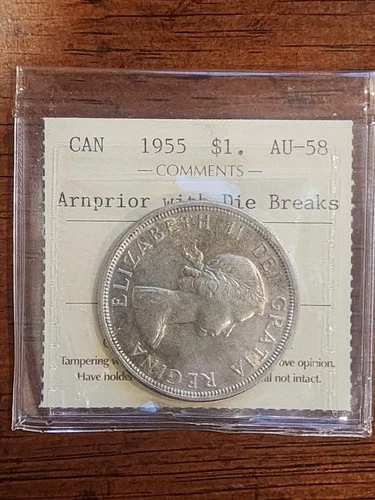 CAN 1955 $1. AU-58
— COMMENTS —
Arnprior with Die Breaks
ELIZABETH II DEI GRATIA REGINA
Tampering ove opinion.
Have holder al not intact.